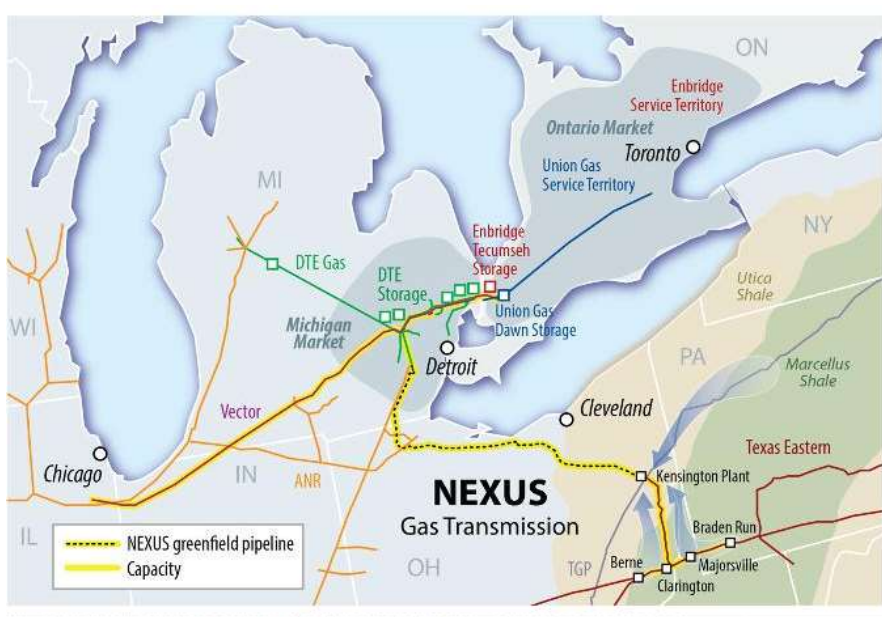 ON
Enbridge
Service Territory
Ontario Market
Toronto
Union Gas
Service Territory
MI
NY
Enbridge
Tecumseh
Storage
DTE Gas
DTE
Storage
Utica
Shale
WI
Michigan
Market
Union Gas
Dawn Storage
PA
Detroit
Marcellus
Shale
Vector
Cleveland
Chicago
IN
ANR
Texas Eastern
Kensington Plant
NEXUS
Gas Transmission
IL
NEXUS greenfield pipeline
Capacity
OH
TGP
Braden Run
Berne
Majorsville
Clarington